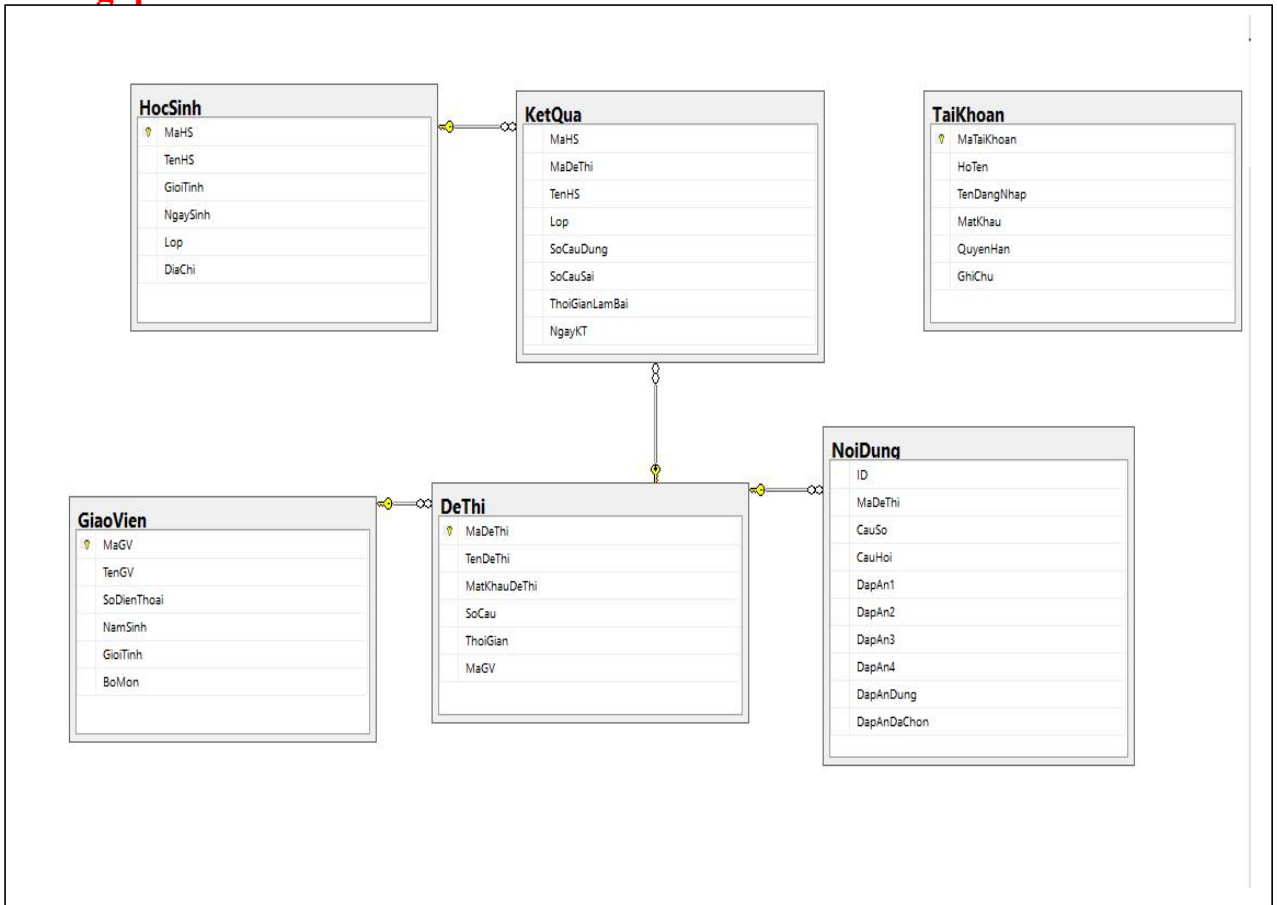 HocSinh
MaHS
TenHS
GioiTinh
NgaySinh
Lop
DiaChi
KetQua
MaHS
MaDeThi
TenHS
Lop
SoCauDung
SoCauSai
ThoiGianLamBai
NgayKT
TaiKhoan
MaTaiKhoan
HoTen
TenDangNhap
MatKhau
QuyenHan
GhiChu
GiaoVien
MaGV
TenGV
SoDienThoai
NamSinh
GioiTinh
BoMon
DeThi
MaDeThi
TenDeThi
MatKhauDeThi
SoCau
ThoiGian
MaGV
NoiDung
ID
MaDeThi
CauSo
CauHoi
DapAn1
DapAn2
DapAn3
DapAn4
DapAnDung
DapAnDaChon